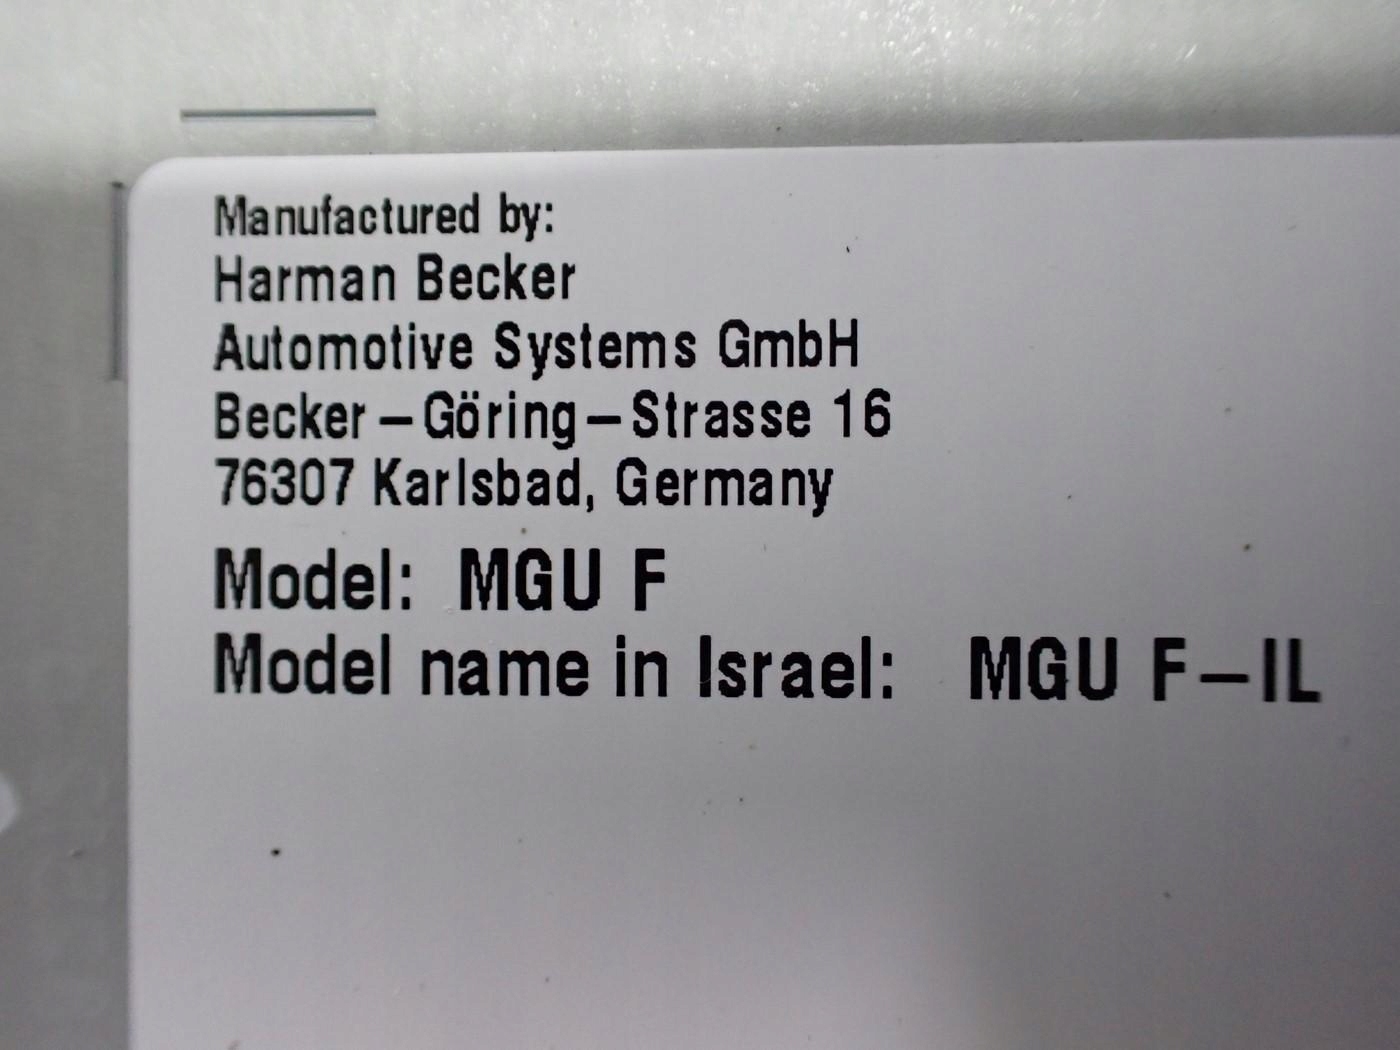 Manufactured by:
Harman Becker
Automotive Systems GmbH
Becker-Göring-Strasse 16
76307 Karlsbad, Germany
Model: MGU F
Model name in Israel: MGU F-IL